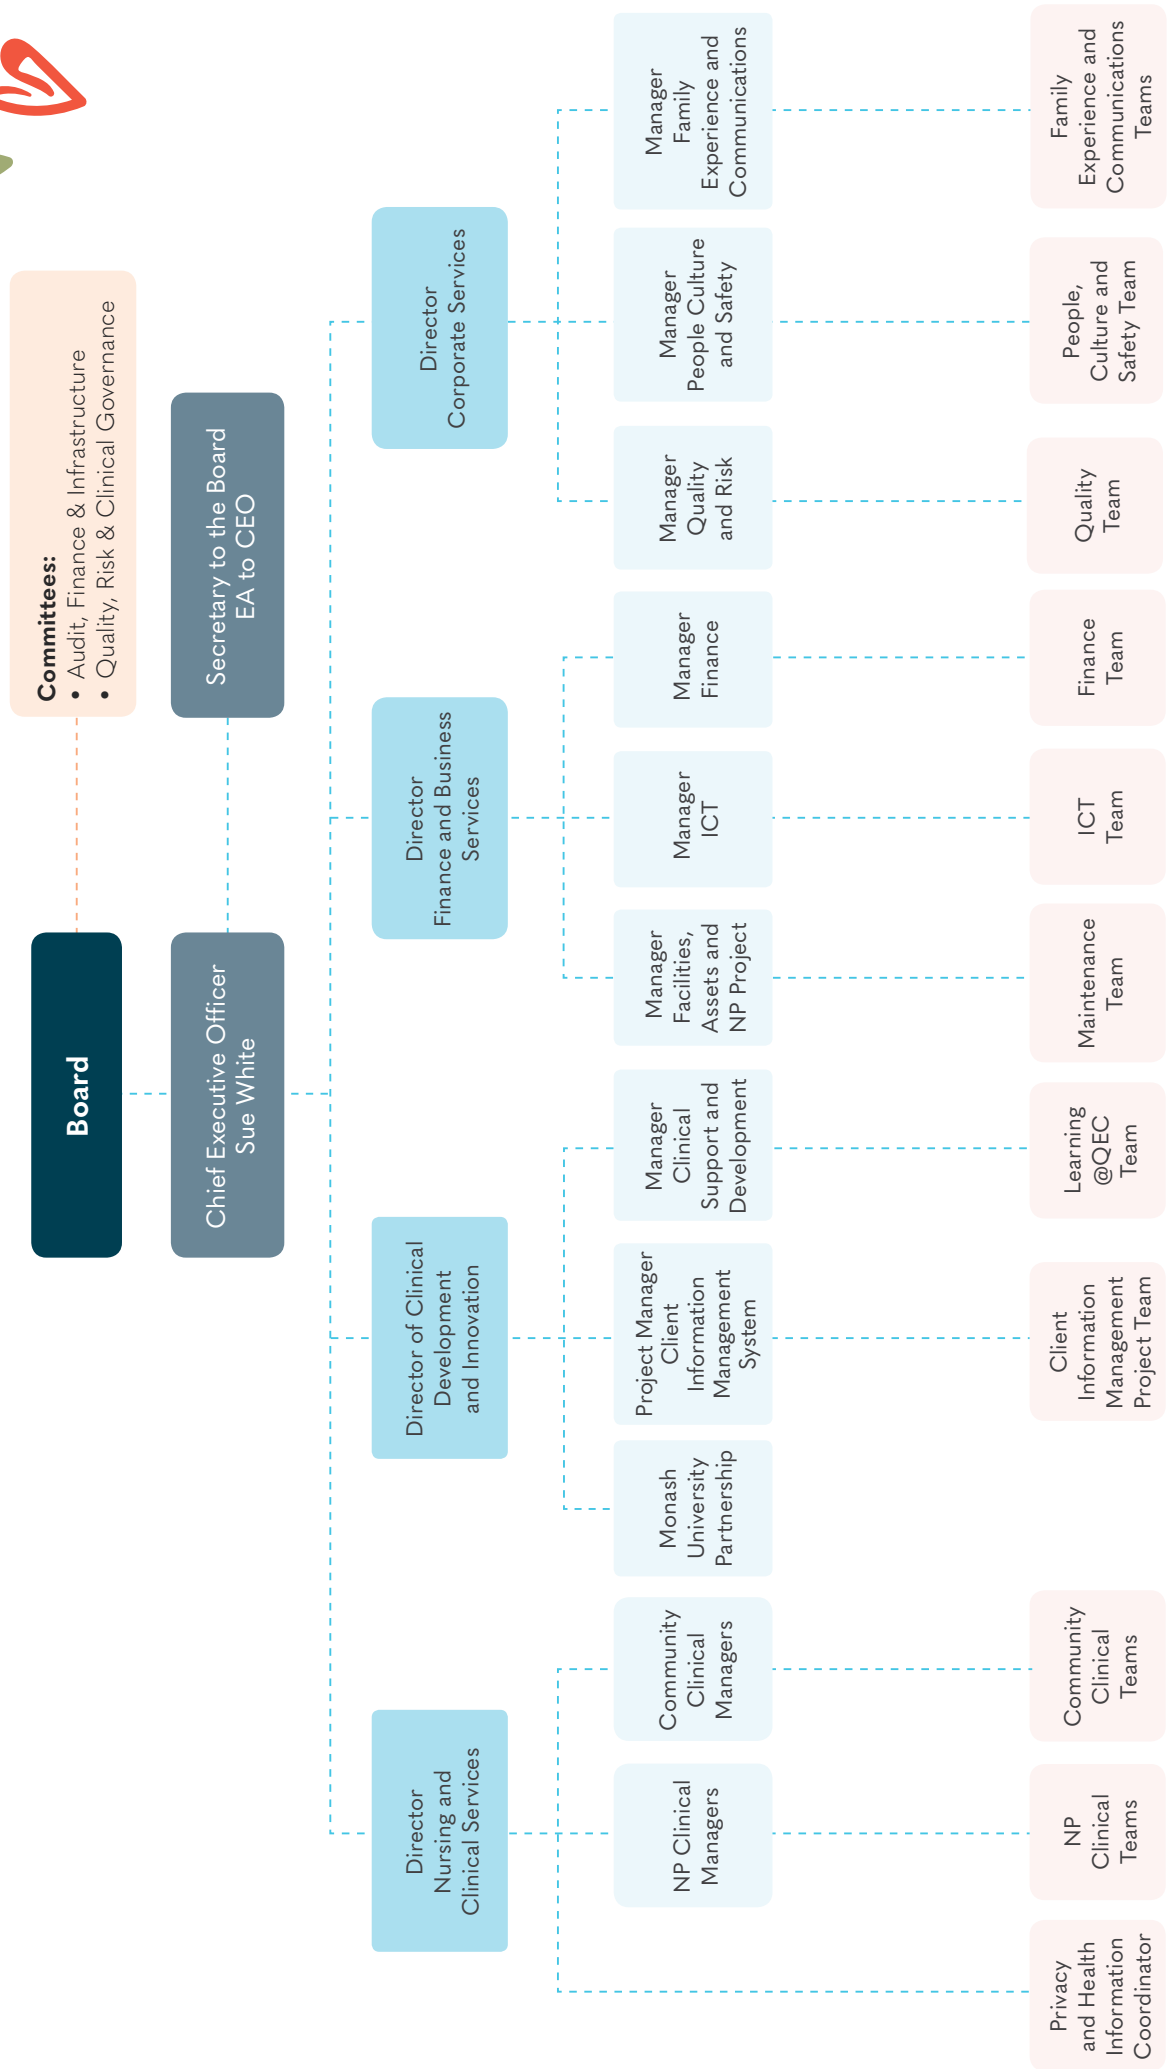 Board
Committees:
• Audit, Finance & Infrastructure
• Quality, Risk & Clinical Governance
Chief Executive Officer
Sue White
Secretary to the Board
EA to CEO
Director
Nursing and
Clinical Services
Director of Clinical
Development
and Innovation
Director
Finance and Business
Services
Director
Corporate Services
NP Clinical
Managers
Community
Clinical
Managers
Monash
University
Partnership
Project Manager
Client
Information
Management
System
Manager
Clinical
Support and
Development
Manager
Facilities,
Assets and
NP Project
Manager
ICT
Manager
Finance
Manager
Quality
and Risk
Manager
People Culture
and Safety
Manager
Family
Experience and
Communications
Privacy
and Health
Information
Coordinator
NP
Clinical
Teams
Community
Clinical
Teams
Client
Information
Management
Project Team
Learning
@QEC
Team
Maintenance
Team
ICT
Team
Finance
Team
Quality
Team
People,
Culture and
Safety Team
Family
Experience and
Communications
Teams